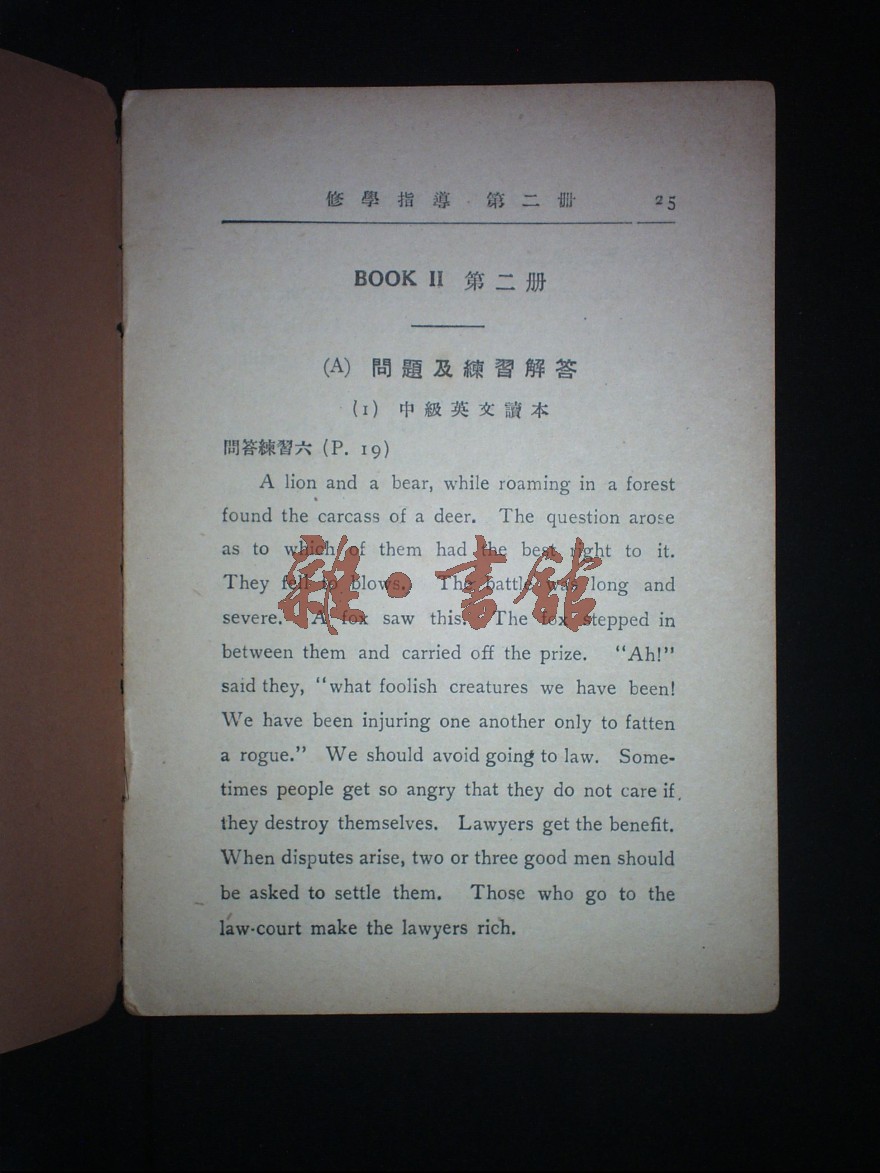 修學指導 第二冊 25
BOOK II 第二册
(A) 問題及練習解答
(1) 中級英文讀本
問答練習六 (P. 19)
A lion and a bear, while roaming in a forest
found the carcass of a deer. The question arose
as to which of them had the best right to it.
They fell to blows. The battle was long and
severe. A fox saw this. The fox stepped in
between them and carried off the prize. "Ah!"
said they, "what foolish creatures we have been!
We have been injuring one another only to fatten
a rogue." We should avoid going to law. Some-
times people get so angry that they do not care if
they destroy themselves. Lawyers get the benefit.
When disputes arise, two or three good men should
be asked to settle them. Those who go to the
law-court make the lawyers rich.
雜·書館